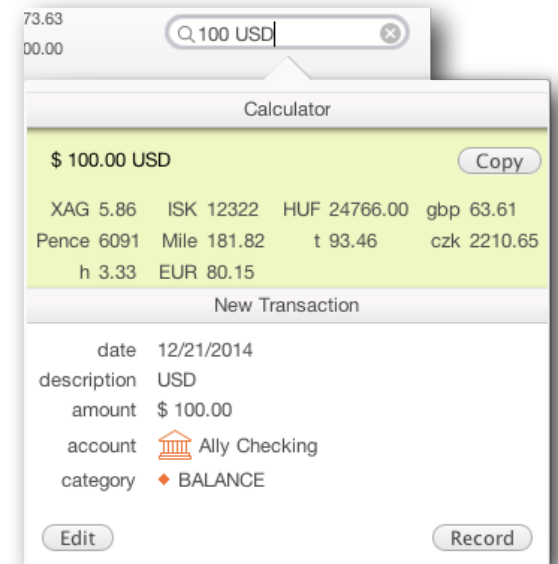 73.63
00.00
100 USD
Calculator
$ 100.00 USD
Copy
XAG 5.86 ISK 12322 HUF 24766.00 gbp 63.61
Pence 6091 Mile 181.82 t 93.46 czk 2210.65
h 3.33 EUR 80.15
New Transaction
date 12/21/2014
description USD
amount $ 100.00
account Ally Checking
category BALANCE
Edit Record